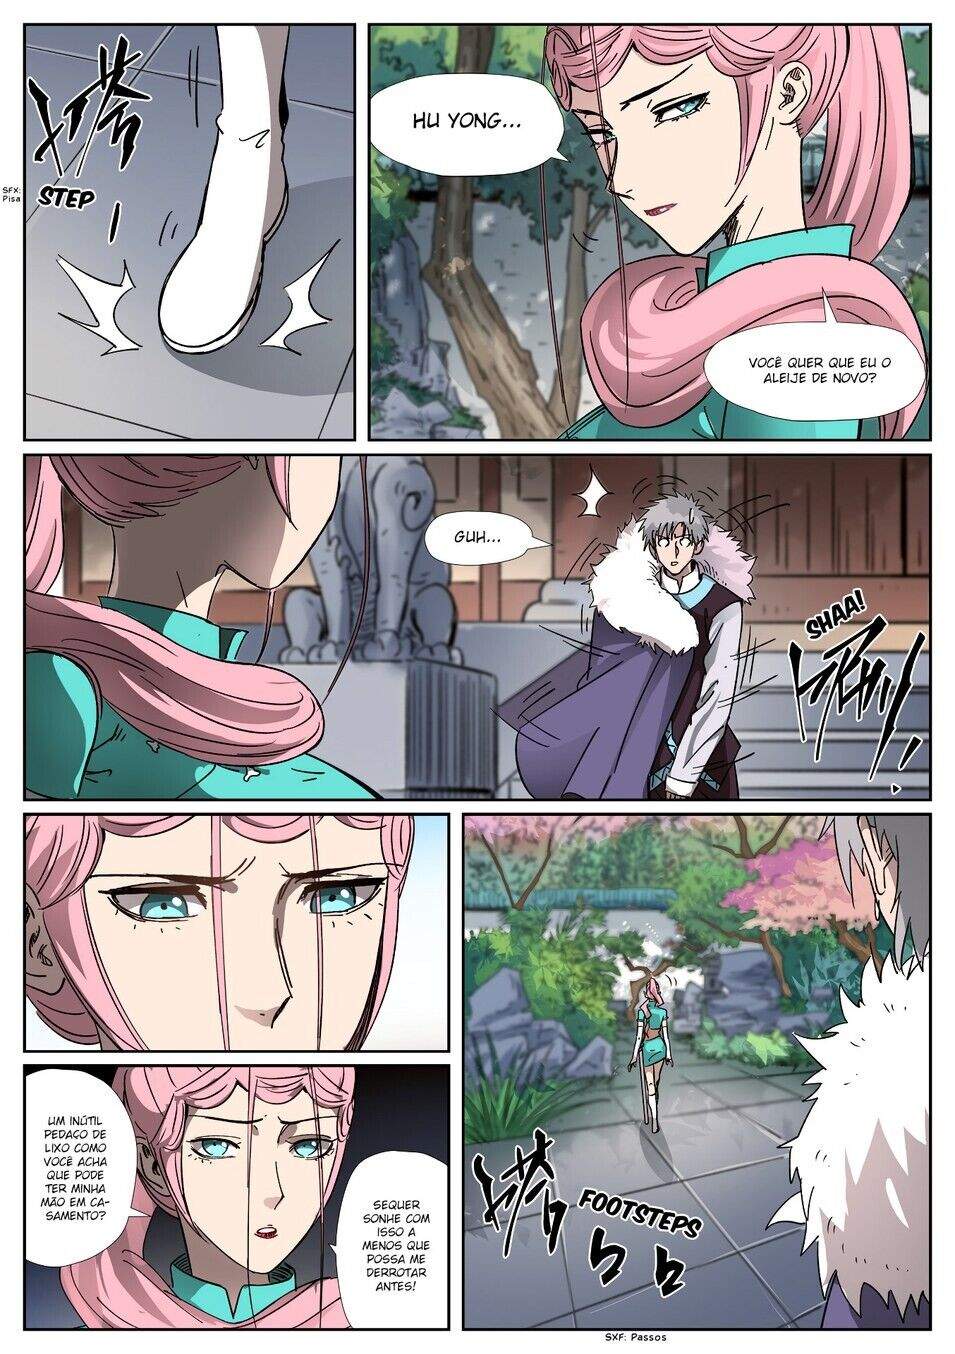 SFX:
Pisa
STEP
HU YONG...
VOCÊ QUER QUE EU O
ALEIJE DE NOVO?
GUH...
SHAA!
UM INÚTIL
PEDAÇO DE
LIXO COMO
VOCÊ ACHA
QUE PODE
TER MINHA
MÃO EM CA-
SAMENTO?
SEQUER
SONHE COM
ISSO A
MENOS QUE
POSSA ME
DERROTAR
ANTES!
FOOTSTEPS
SXF: Passos